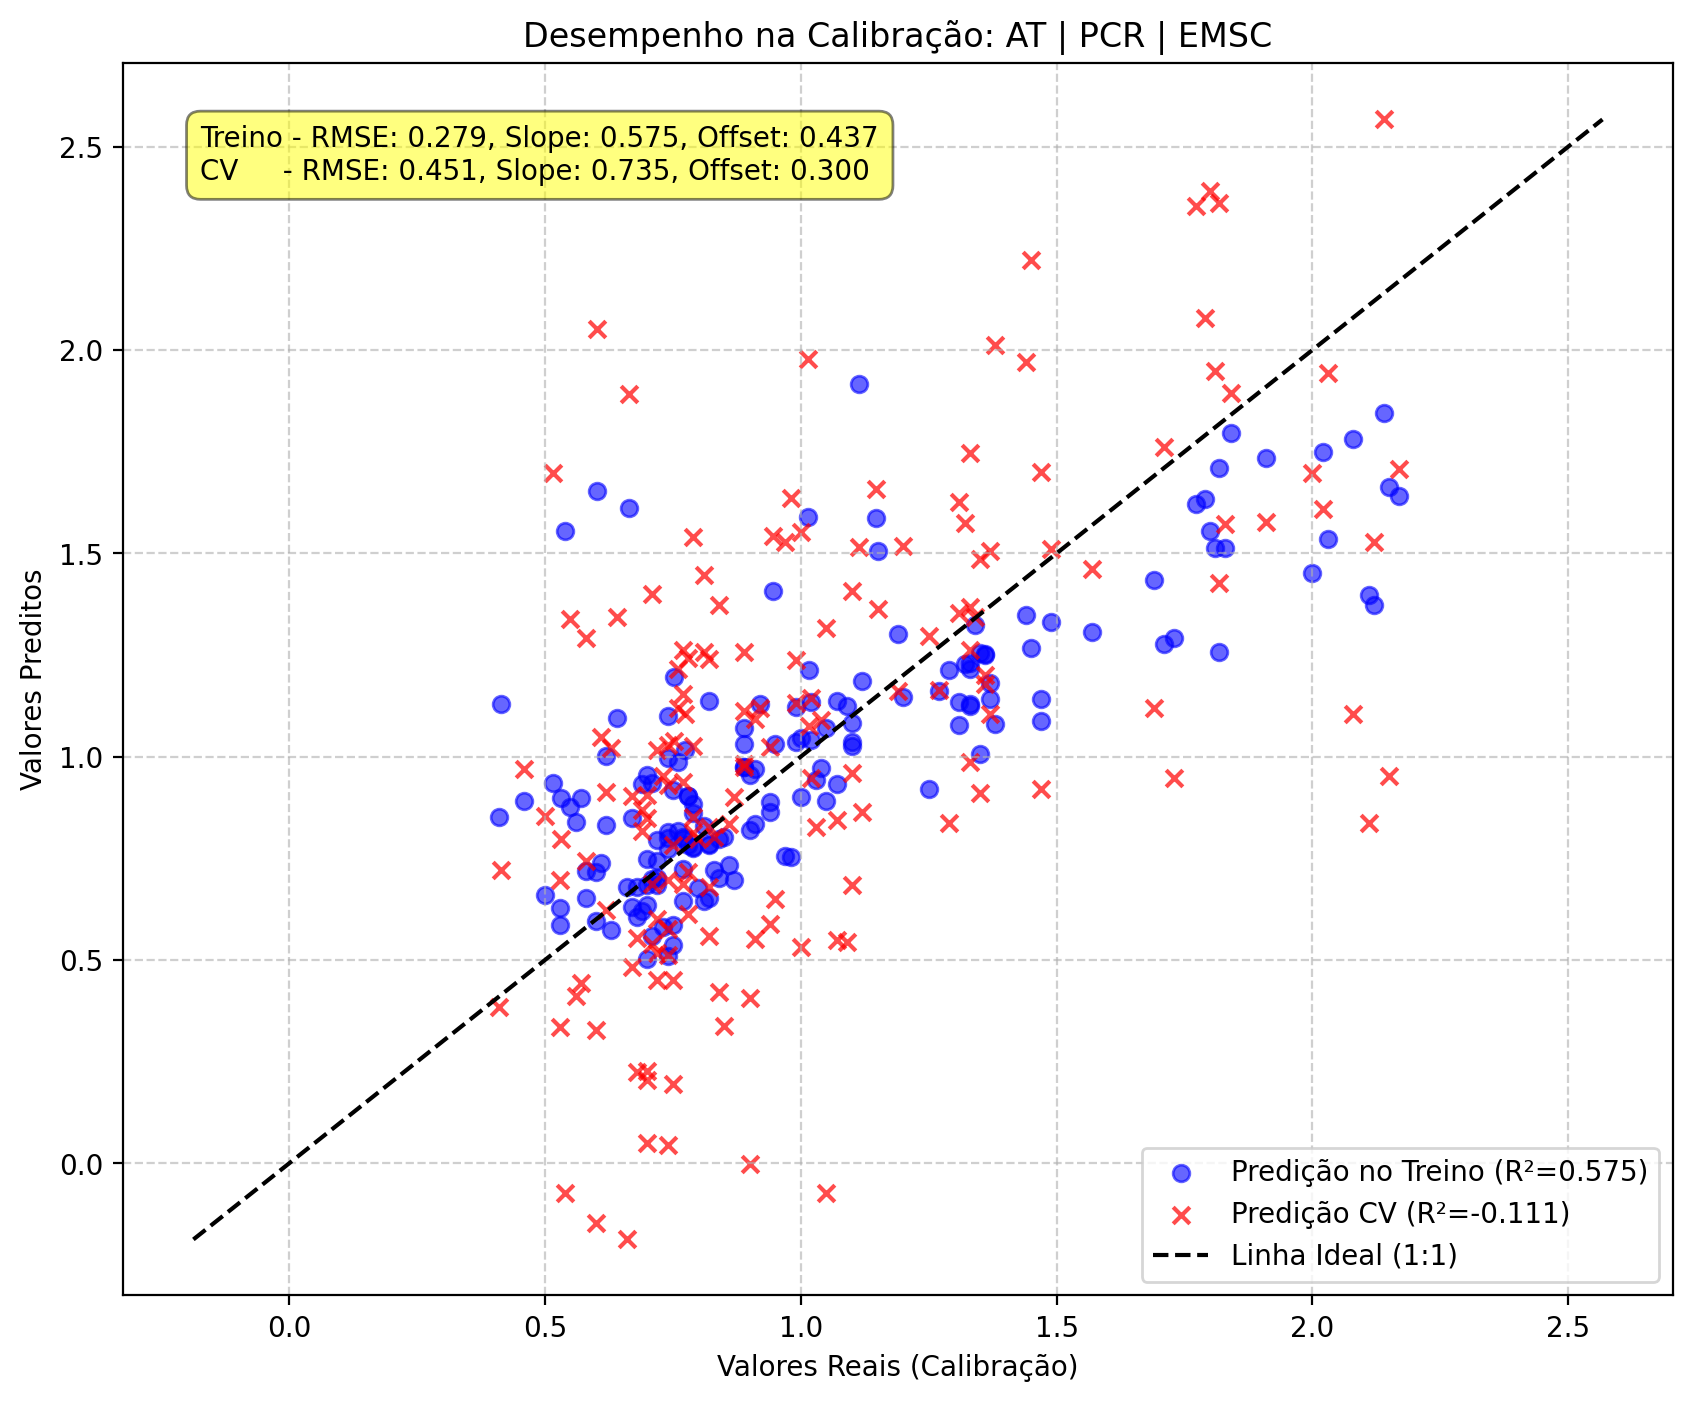 Desempenho na Calibração: AT | PCR | EMSC
Treino - RMSE: 0.279, Slope: 0.575, Offset: 0.437
CV - RMSE: 0.451, Slope: 0.735, Offset: 0.300
Valores Preditos
2.5
2.0
1.5
1.0
0.5
0.0
Predição no Treino (R²=0.575)
Predição CV (R²=-0.111)
Linha Ideal (1:1)
0.0 0.5 1.0 1.5 2.0 2.5
Valores Reais (Calibração)